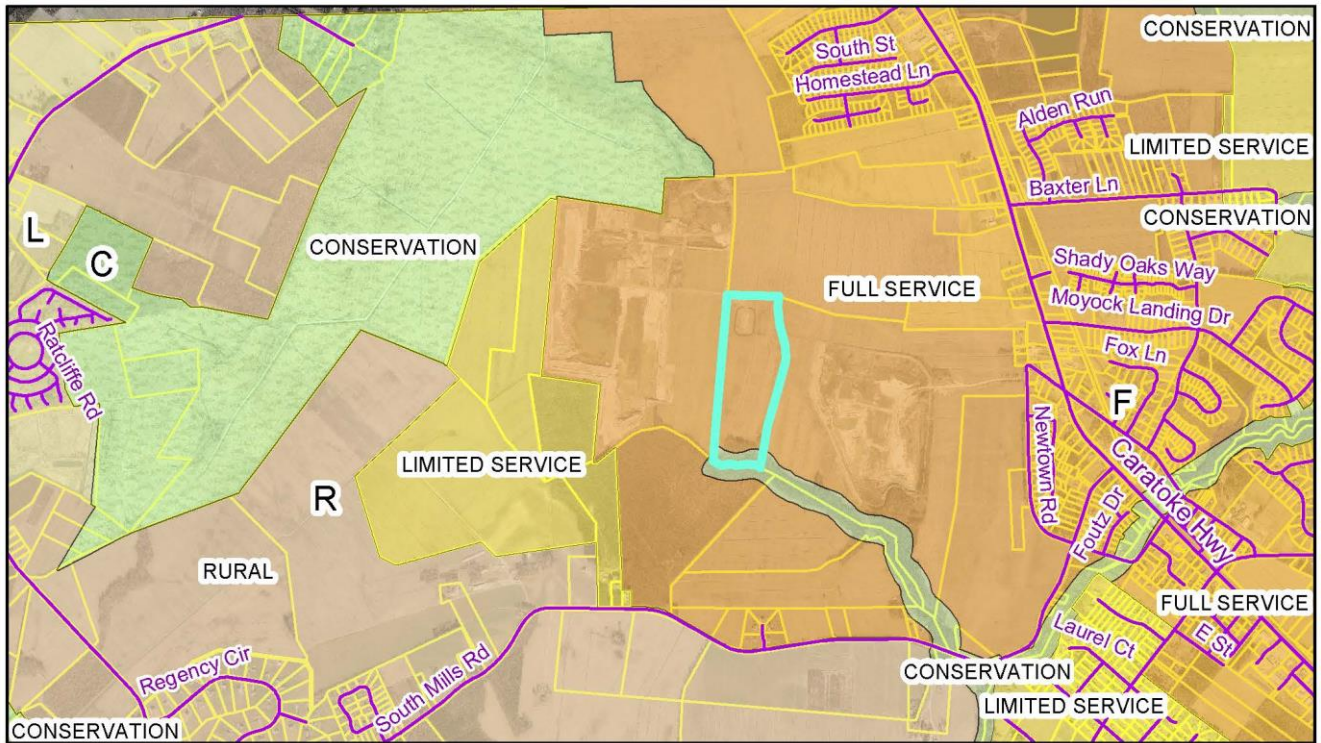 CONSERVATION
South St
Homestead Ln
Alden Run
LIMITED SERVICE
Baxter Ln
CONSERVATION
L
C
CONSERVATION
Shady Oaks Way
FULL SERVICE
Moyock Landing Dr
Ratcliffe Rd
Fox Ln
F
Newtown Rd
Caratoke Hwy
LIMITED SERVICE
R
Foutz Dr
RURAL
FULL SERVICE
Laurel Ct
E St
Regency Cir
South Mills Rd
CONSERVATION
LIMITED SERVICE
CONSERVATION